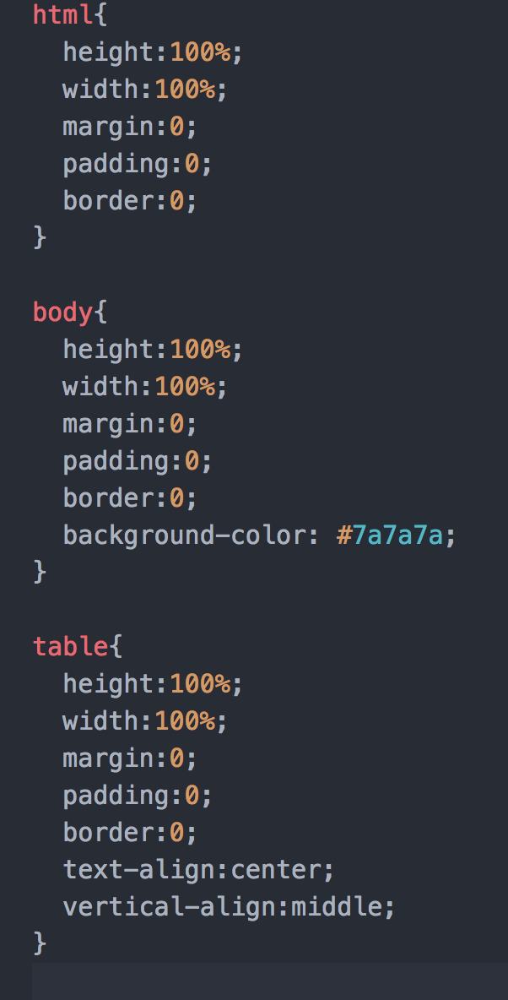 html{
  height:100%;
  width:100%;
  margin:0;
  padding:0;
  border:0;
}

body{
  height:100%;
  width:100%;
  margin:0;
  padding:0;
  border:0;
  background-color: #7a7a7a;
}

table{
  height:100%;
  width:100%;
  margin:0;
  padding:0;
  border:0;
  text-align:center;
  vertical-align:middle;
}